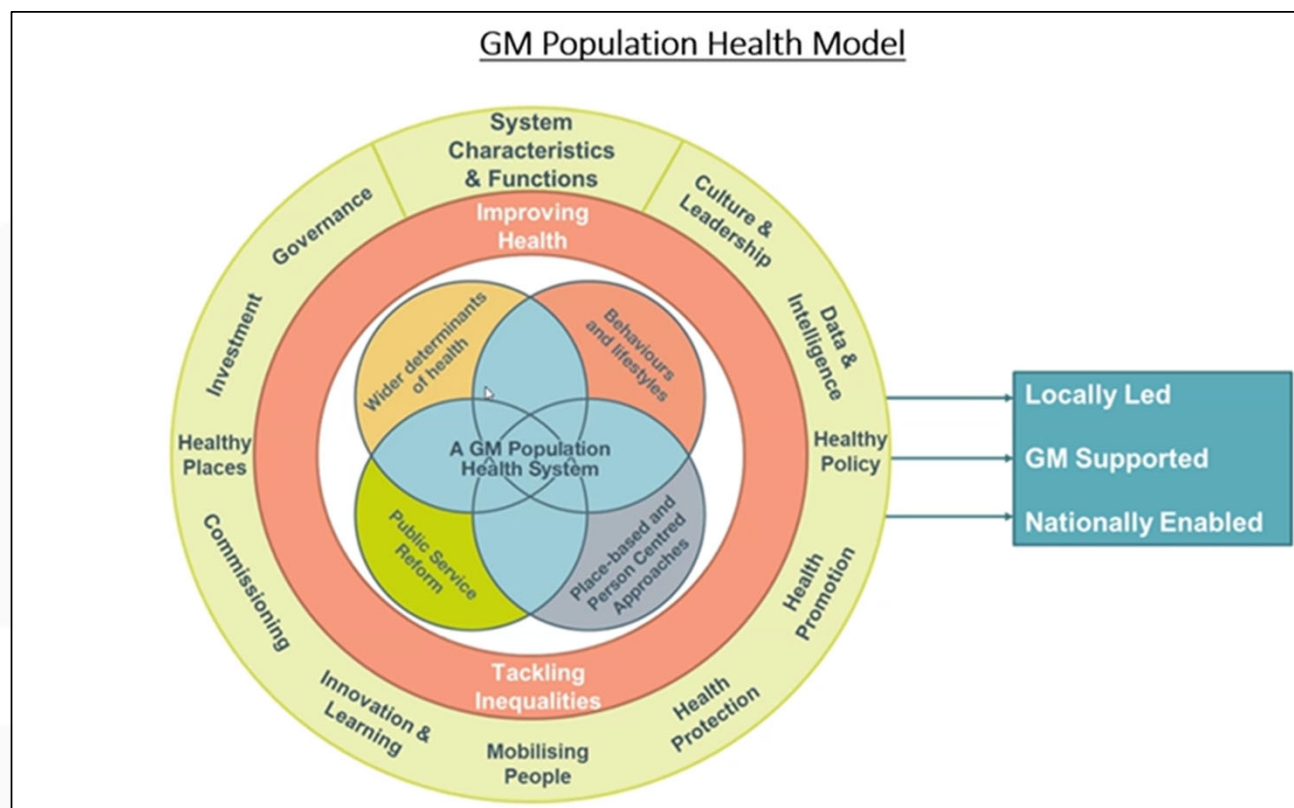 GM Population Health Model
System
Characteristics
& Functions
Culture &
Leadership
Data &
Intelligence
Healthy
Policy
Health
Promotion
Health
Protection
Mobilising
People
Innovation &
Learning
Commissioning
Healthy
Places
Investment
Governance
Improving
Health
Tackling
Inequalities
Wider determinants
of health
Behaviours
and lifestyles
A GM Population
Health System
Public Service
Reform
Place-based and
Person Centred
Approaches
Locally Led
GM Supported
Nationally Enabled